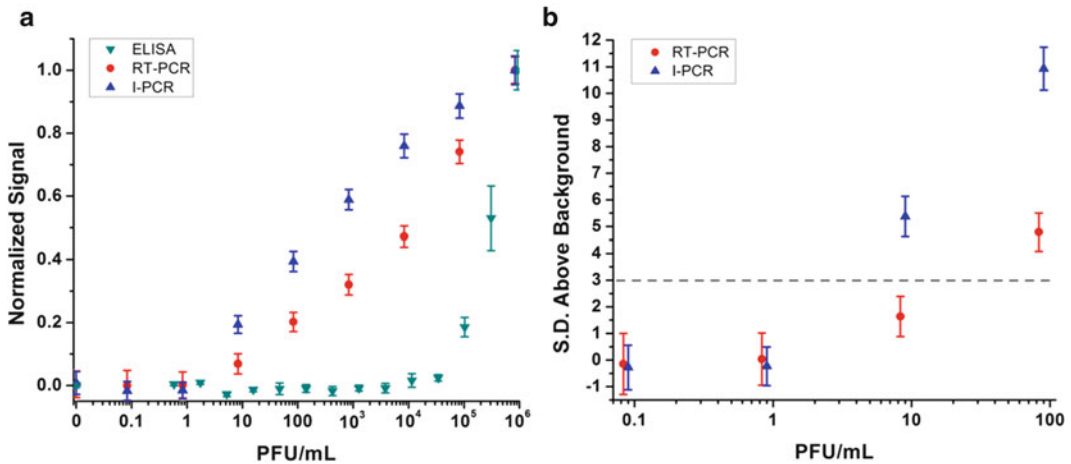 a
ELISA
RT-PCR
I-PCR
Normalized Signal
1.0
0.8
0.6
0.4
0.2
0.0
0 0.1 1 10 100 10³ 10⁴ 10⁵ 10⁶
PFU/mL
b
RT-PCR
I-PCR
S.D. Above Background
12
11
10
9
8
7
6
5
4
3
2
1
0
-1
0.1 1 10 100
PFU/mL